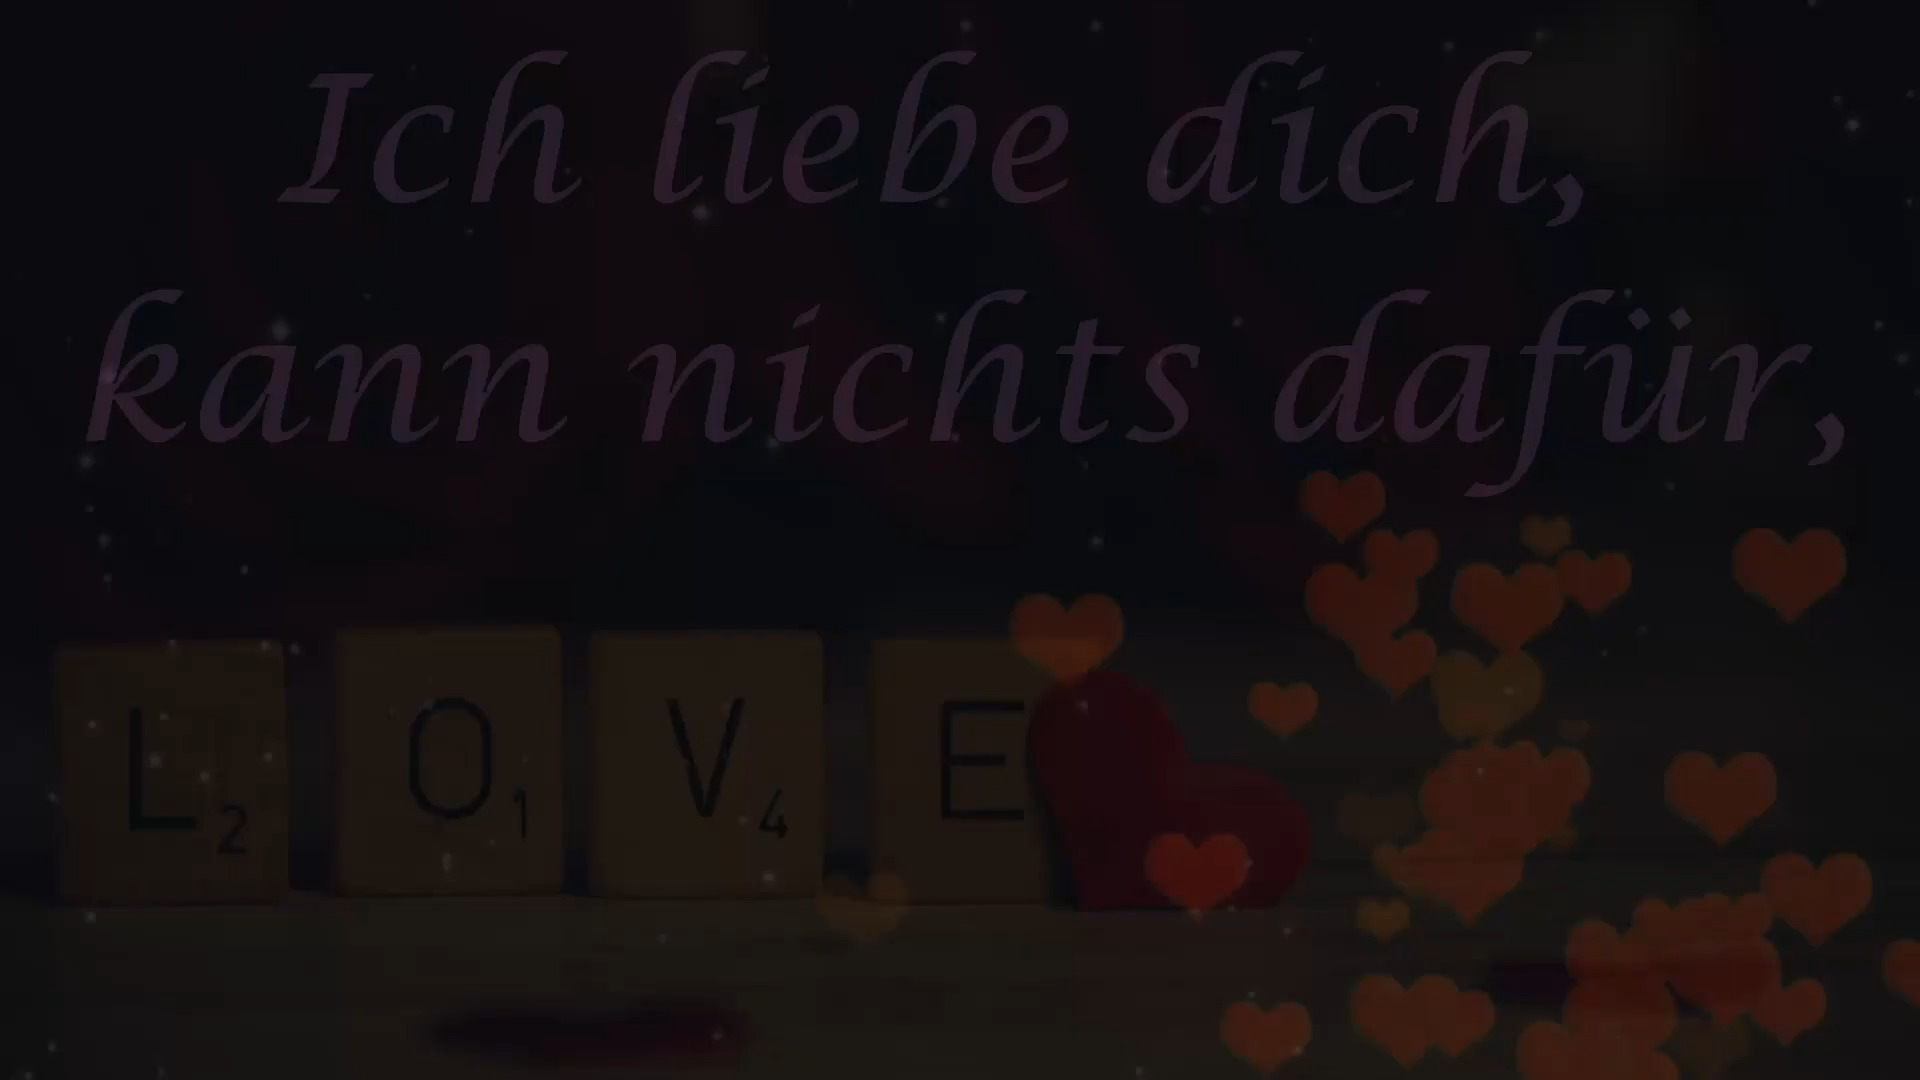 Ich liebe dich,
kann nichts dafür,
L2 O1 V4 E